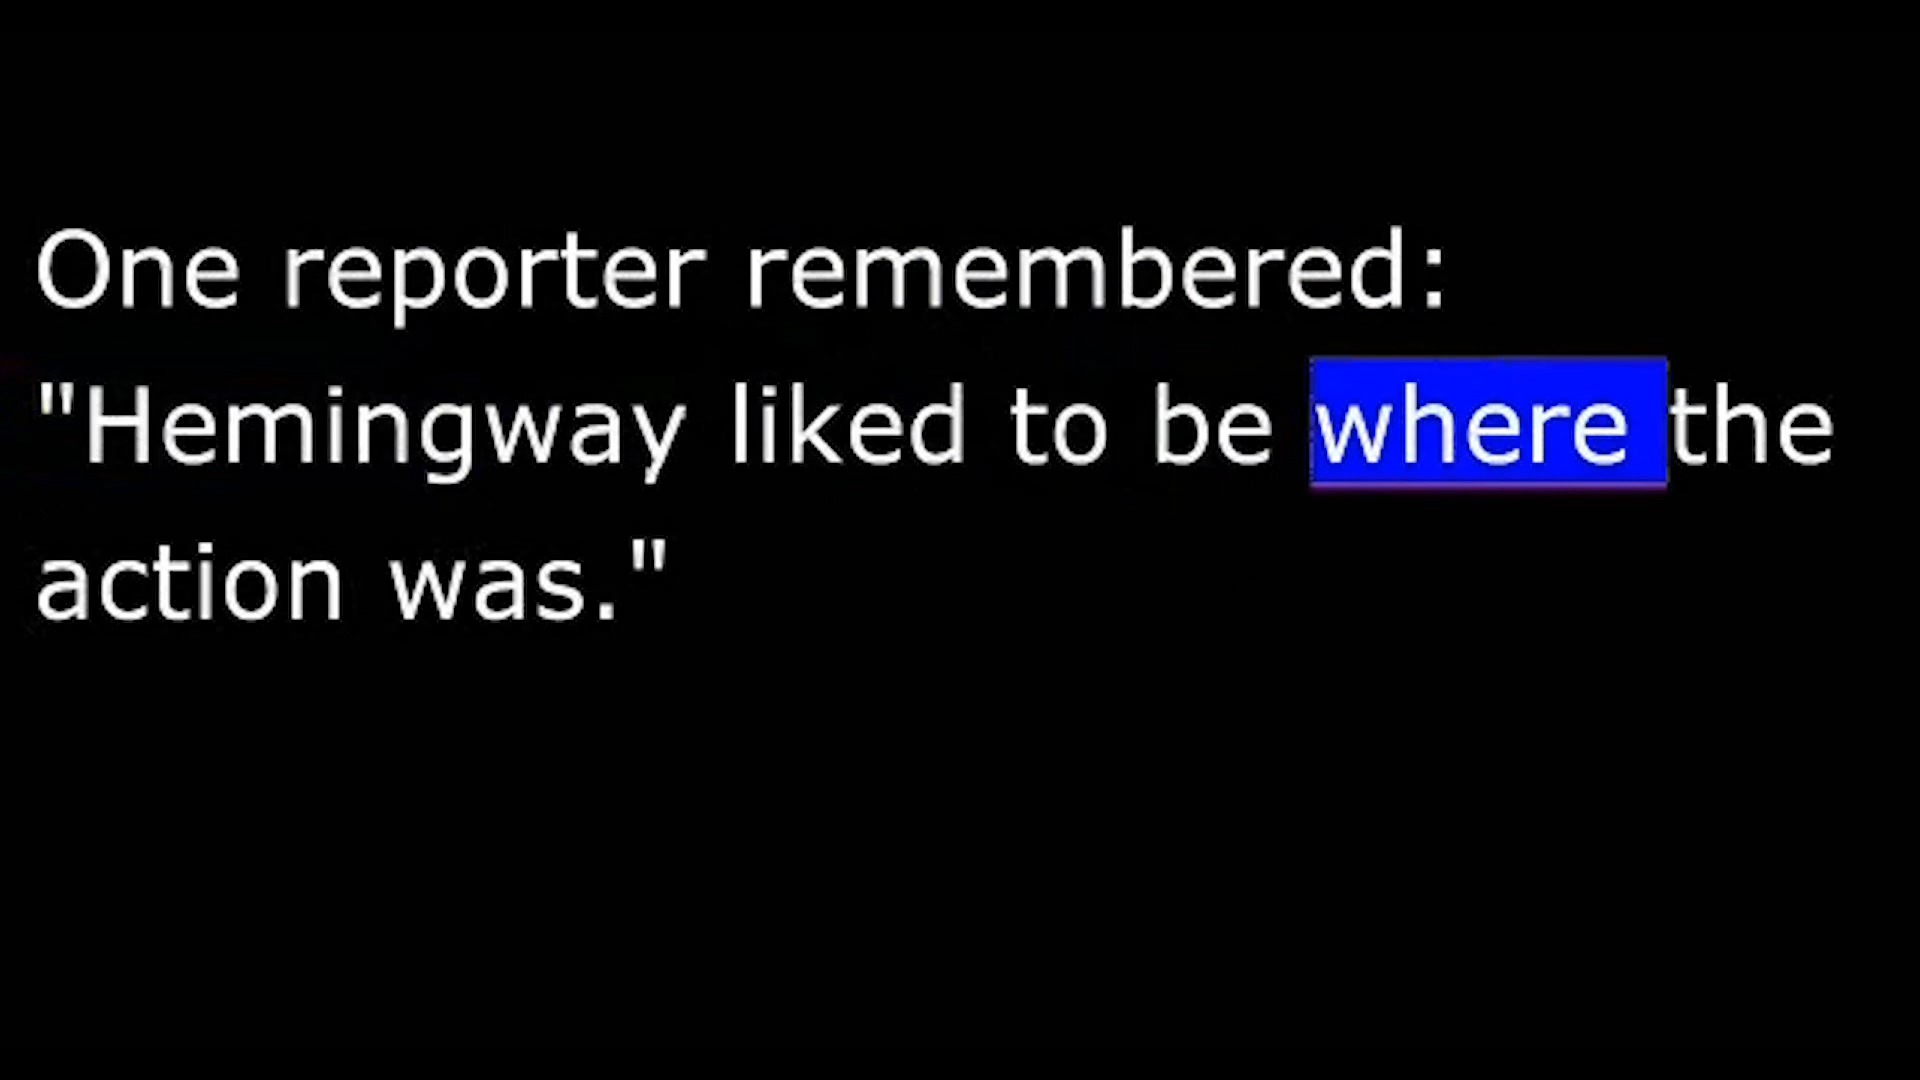 One reporter remembered:
"Hemingway liked to be where the
action was."